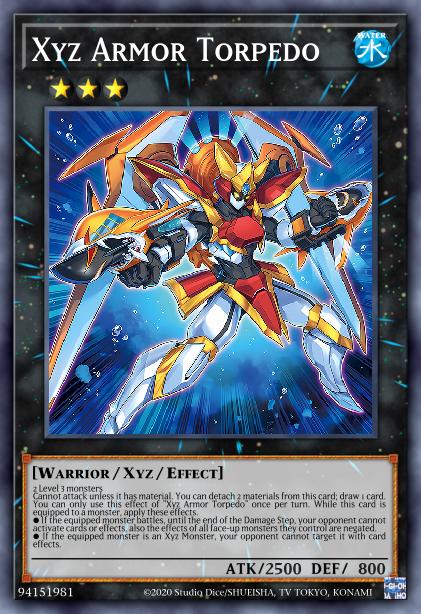 Xyz Armor Torpedo
WATER
水
[Warrior/Xyz/Effect]
2 Level 3 monsters
Cannot attack unless it has material. You can detach 2 materials from this card; draw 1 card.
You can only use this effect of "Xyz Armor Torpedo" once per turn. While this card is
equipped to a monster, apply these effects.
● If the equipped monster battles, until the end of the Damage Step, your opponent cannot
activate cards or effects, also the effects of all face-up monsters they control are negated.
● If the equipped monster is an Xyz Monster, your opponent cannot target it with card
effects.
ATK/2500 DEF/ 800
94151981
©2020 Studio Dice/SHUEISHA, TV TOKYO, KONAMI